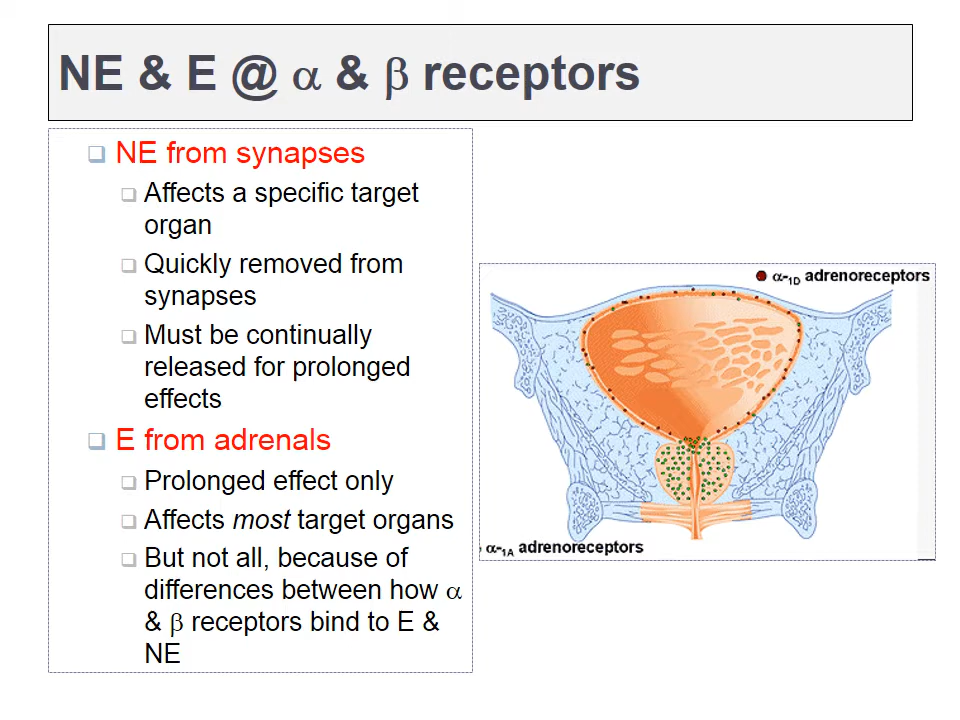 NE & E @ α & β receptors
NE from synapses
Affects a specific target
organ
Quickly removed from
synapses
Must be continually
released for prolonged
effects
E from adrenals
Prolonged effect only
Affects most target organs
But not all, because of
differences between how α
& β receptors bind to E &
NE
α-1D adrenoreceptors
α-1A adrenoreceptors